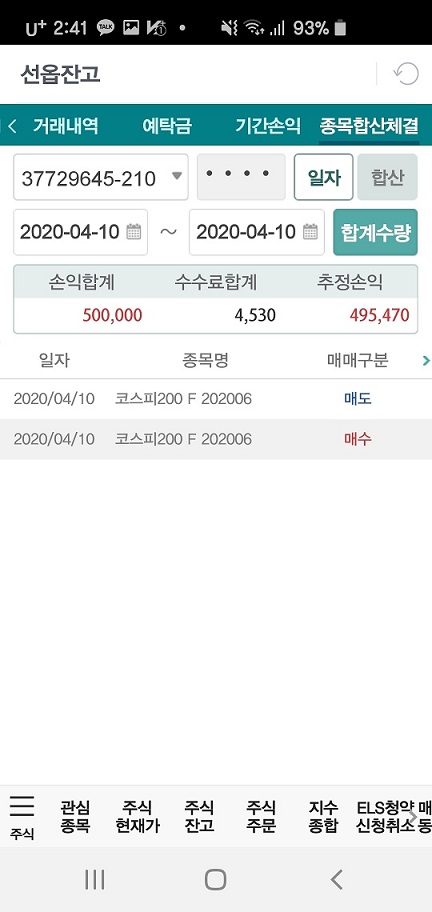 U+ 2:41 TALK 93%
선옵잔고
거래내역 예탁금 기간손익 종목합산체결
37729645-210 • • • • 일자 합산
2020-04-10 ~ 2020-04-10 합계수량
손익합계 수수료합계 추정손익
500,000 4,530 495,470
일자 종목명 매매구분
2020/04/10 코스피200 F 202006 매도
2020/04/10 코스피200 F 202006 매수
주식
관심 주식 주식 주식 지수 ELS청약 매
종목 현재가 잔고 주문 종합 신청취소 동